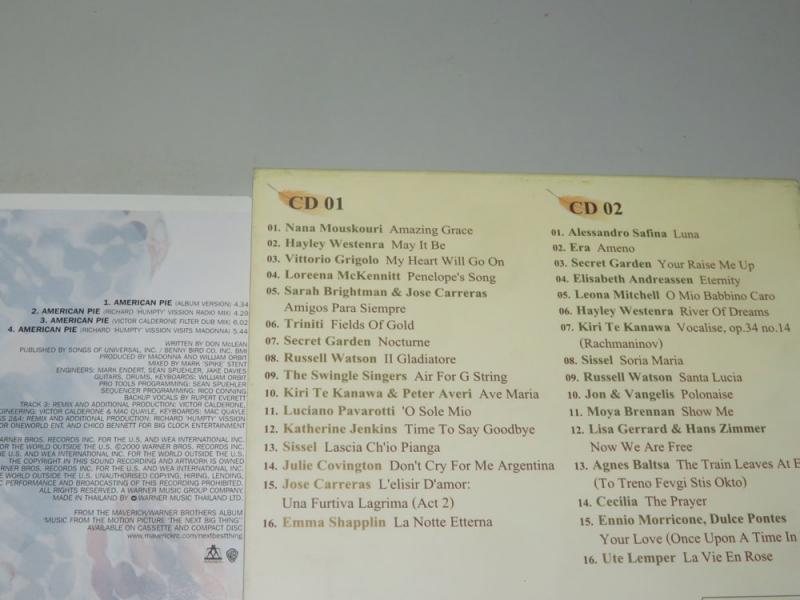 1. AMERICAN PIE (ALBUM VERSION) 4.34
2. AMERICAN PIE (RICHARD 'HUMPTY' VISSION RADIO MIX) 4.29
3. AMERICAN PIE (VICTOR CALDERONE FILTER DUB MIX) 6.02
4. AMERICAN PIE (RICHARD 'HUMPTY' VISSION VISITS MADONNA) 5.44
WRITTEN BY DON McLEAN
PUBLISHED BY SONGS OF UNIVERSAL, INC. / BENNY BIRD CO. INC. BMI
PRODUCED BY MADONNA AND WILLIAM ORBIT
MIXED BY MARK 'SPIKE' STENT
ENGINEERS: MARK ENDERT, SEAN SPUEHLER, JAKE DAVIES
GUITARS, DRUMS, KEYBOARDS: WILLIAM ORBIT
PRO TOOLS PROGRAMMING: SEAN SPUEHLER
SEQUENCER PROGRAMMING: RICO CONNING
BACKUP VOCALS BY RUPERT EVERETT
TRACK 3: REMIX AND ADDITIONAL PRODUCTION: VICTOR CALDERONE,
VICTOR CALDERONE & MAC QUAYLE, KEYBOARDS: MAC QUAYLE
2&4: REMIX AND ADDITIONAL PRODUCTION: RICHARD 'HUMPTY' VISSION
FOR ONEWORLD ENT. AND CHICO BENNETT FOR BIG CLOCK ENTERTAINMENT
BROS. RECORDS INC. FOR THE U.S. AND WEA INTERNATIONAL INC.
FOR THE WORLD OUTSIDE THE U.S. ©2000 WARNER BROS. RECORDS INC.
U.S. AND WEA INTERNATIONAL INC. FOR THE WORLD OUTSIDE THE U.S.
THE COPYRIGHT IN THIS SOUND RECORDING AND ARTWORK IS OWNED
BROS. RECORDS INC. FOR THE U.S. AND WEA INTERNATIONAL INC.
WORLD OUTSIDE THE U.S. UNAUTHORISED COPYING, HIRING, LENDING,
PERFORMANCE AND BROADCASTING OF THIS RECORDING PROHIBITED.
ALL RIGHTS RESERVED. A WARNER MUSIC GROUP COMPANY.
MADE IN THAILAND BY WARNER MUSIC THAILAND
FROM THE MAVERICK/WARNER BROTHERS ALBUM
'MUSIC FROM THE MOTION PICTURE 'THE NEXT BIG THING'
AVAILABLE ON CASSETTE AND COMPACT DISC
www.maverickrc.com/nextbestthing
CD 01
01. Nana Mouskouri Amazing Grace
02. Hayley Westenra May It Be
03. Vittorio Grigolo My Heart Will Go On
04. Loreena McKennitt Penelope's Song
05. Sarah Brightman & Jose Carreras
Amigos Para Siempre
06. Triniti Fields Of Gold
07. Secret Garden Nocturne
08. Russell Watson Il Gladiatore
09. The Swingle Singers Air For G String
10. Kiri Te Kanawa & Peter Averi Ave Maria
11. Luciano Pavarotti 'O Sole Mio
12. Katherine Jenkins Time To Say Goodbye
13. Sissel Lascia Ch'io Pianga
14. Julie Covington Don't Cry For Me Argentina
15. Jose Carreras L'elisir D'amor:
Una Furtiva Lagrima (Act 2)
16. Emma Shapplin La Notte Etterna
CD 02
01. Alessandro Safina Luna
02. Era Ameno
03. Secret Garden Your Raise Me Up
04. Elisabeth Andreassen Eternity
05. Leona Mitchell O Mio Babbino Caro
06. Hayley Westenra River Of Dreams
07. Kiri Te Kanawa Vocalise, op.34 no.14
(Rachmaninov)
08. Sissel Soria Maria
09. Russell Watson Santa Lucia
10. Jon & Vangelis Polonaise
11. Moya Brennan Show Me
12. Lisa Gerrard & Hans Zimmer
Now We Are Free
13. Agnes Baltsa The Train Leaves At
(To Treno Fevgi Stis Okto)
14. Cecilia The Prayer
15. Ennio Morricone, Dulce Pontes
Your Love (Once Upon A Time In
16. Ute Lemper La Vie En Rose